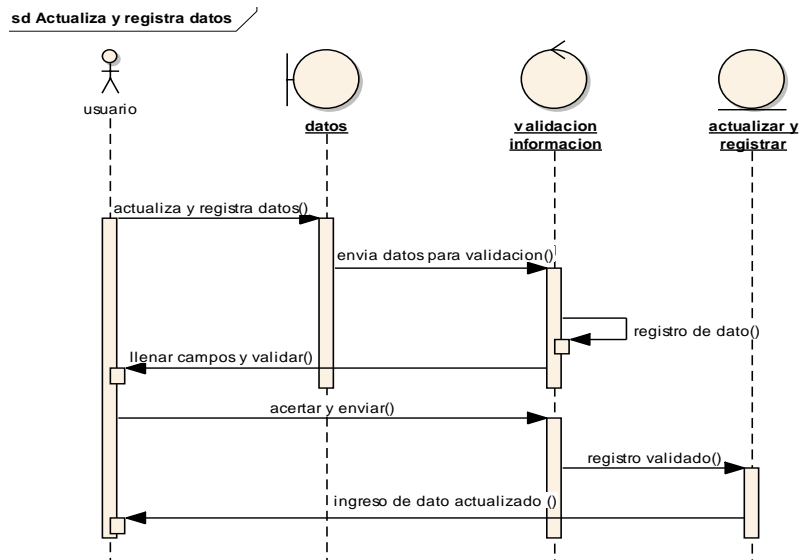 sd Actualiza y registra datos
usuario
datos
validacion
informacion
actualizar y
registrar
actualiza y registra datos()
envia datos para validacion()
registro de dato()
llenar campos y validar()
acertar y enviar()
registro validado()
ingreso de dato actualizado ()